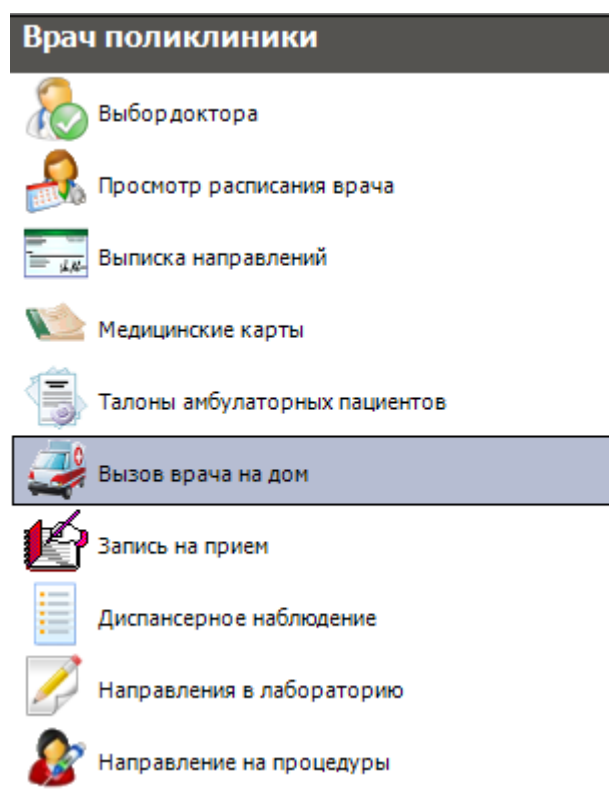 Врач поликлиники
Выбор доктора
Просмотр расписания врача
Выписка направлений
Медицинские карты
Талоны амбулаторных пациентов
Вызов врача на дом
Запись на прием
Диспансерное наблюдение
Направления в лабораторию
Направление на процедуры